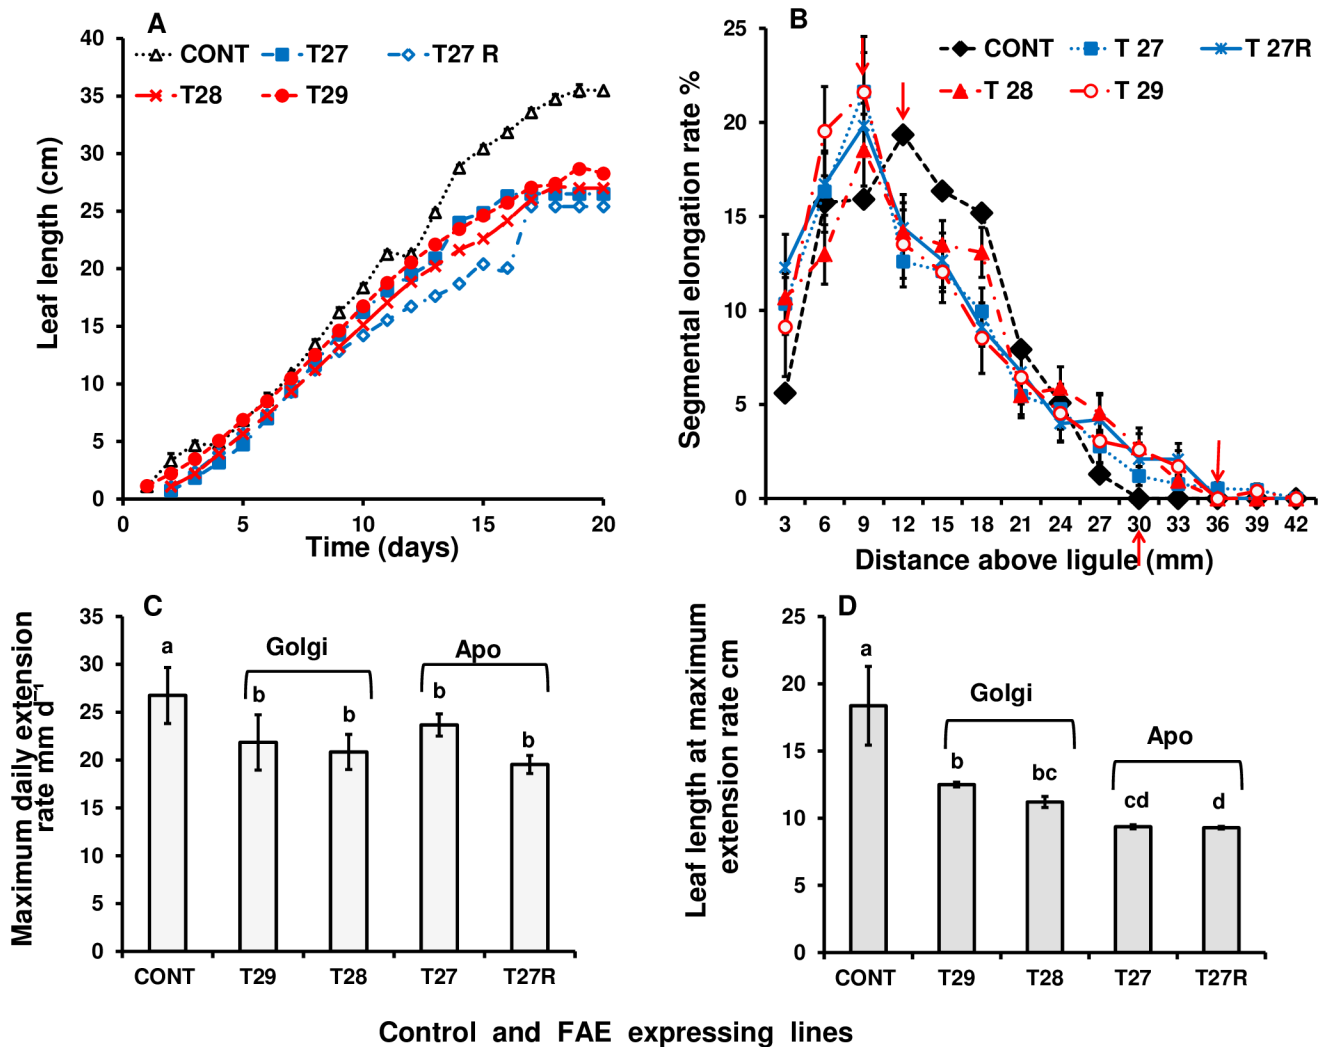 A
40
35
30
25
20
15
10
5
0
0 5 10 15 20
CONT T27 T27 R
T28 T29
Leaf length (cm)
Time (days)
B
25
20
15
10
5
0
3 6 9 12 15 18 21 24 27 30 33 36 39 42
CONT T 27 T 27R
T 28 T 29
Segmental elongation rate %
Distance above ligule (mm)
C
35
30
25
20
15
10
5
0
Maximum daily extension
rate mm d⁻¹
Golgi
Apo
a b b b b
CONT T29 T28 T27 T27R
D
25
20
15
10
5
0
Leaf length at maximum
extension rate cm
Golgi
Apo
a b bc cd d
CONT T29 T28 T27 T27R
Control and FAE expressing lines